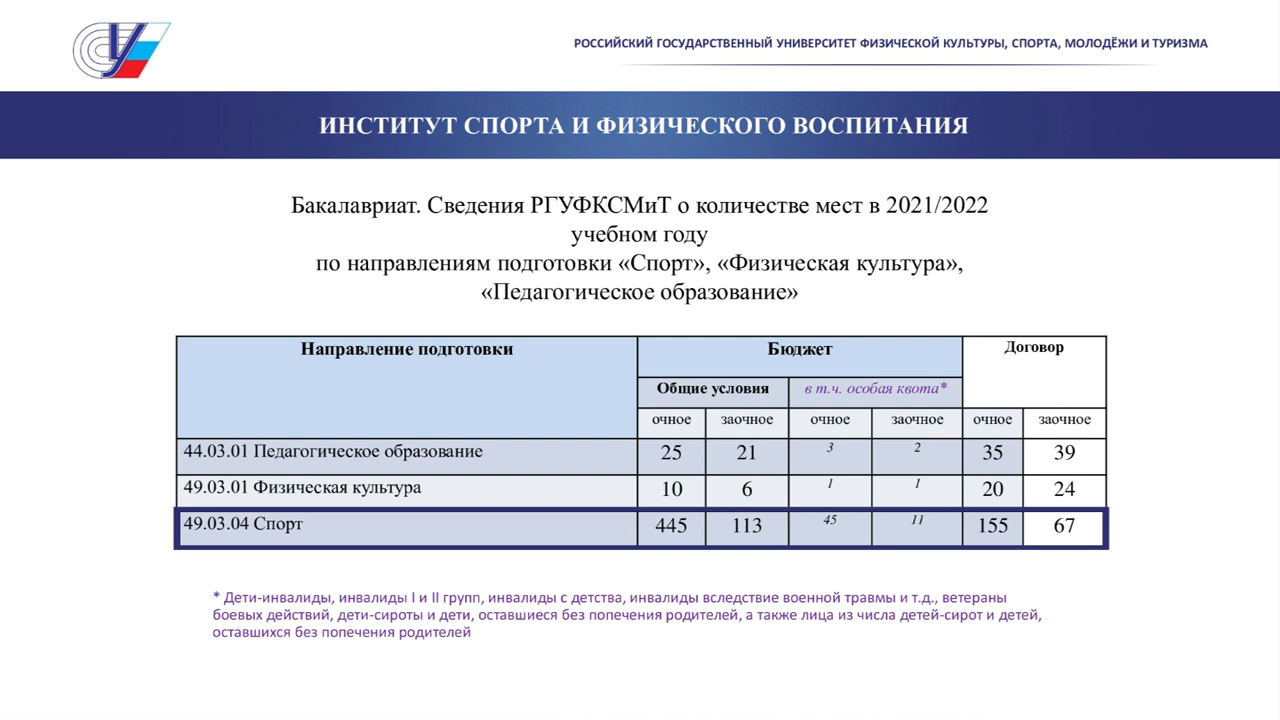 РОССИЙСКИЙ ГОСУДАРСТВЕННЫЙ УНИВЕРСИТЕТ ФИЗИЧЕСКОЙ КУЛЬТУРЫ, СПОРТА, МОЛОДЁЖИ И ТУРИЗМА
ИНСТИТУТ СПОРТА И ФИЗИЧЕСКОГО ВОСПИТАНИЯ
Бакалавриат. Сведения РГУФКСМиТ о количестве мест в 2021/2022
учебном году
по направлениям подготовки «Спорт», «Физическая культура»,
«Педагогическое образование»
Направление подготовки Бюджет Договор
Общие условия в т.ч. особая квота*
очное заочное очное заочное очное заочное
44.03.01 Педагогическое образование 25 21 3 2 35 39
49.03.01 Физическая культура 10 6 1 1 20 24
49.03.04 Спорт 445 113 45 11 155 67
* Дети-инвалиды, инвалиды I и II групп, инвалиды с детства, инвалиды вследствие военной травмы и т.д., ветераны
боевых действий, дети-сироты и дети, оставшиеся без попечения родителей, а также лица из числа детей-сирот и детей,
оставшихся без попечения родителей